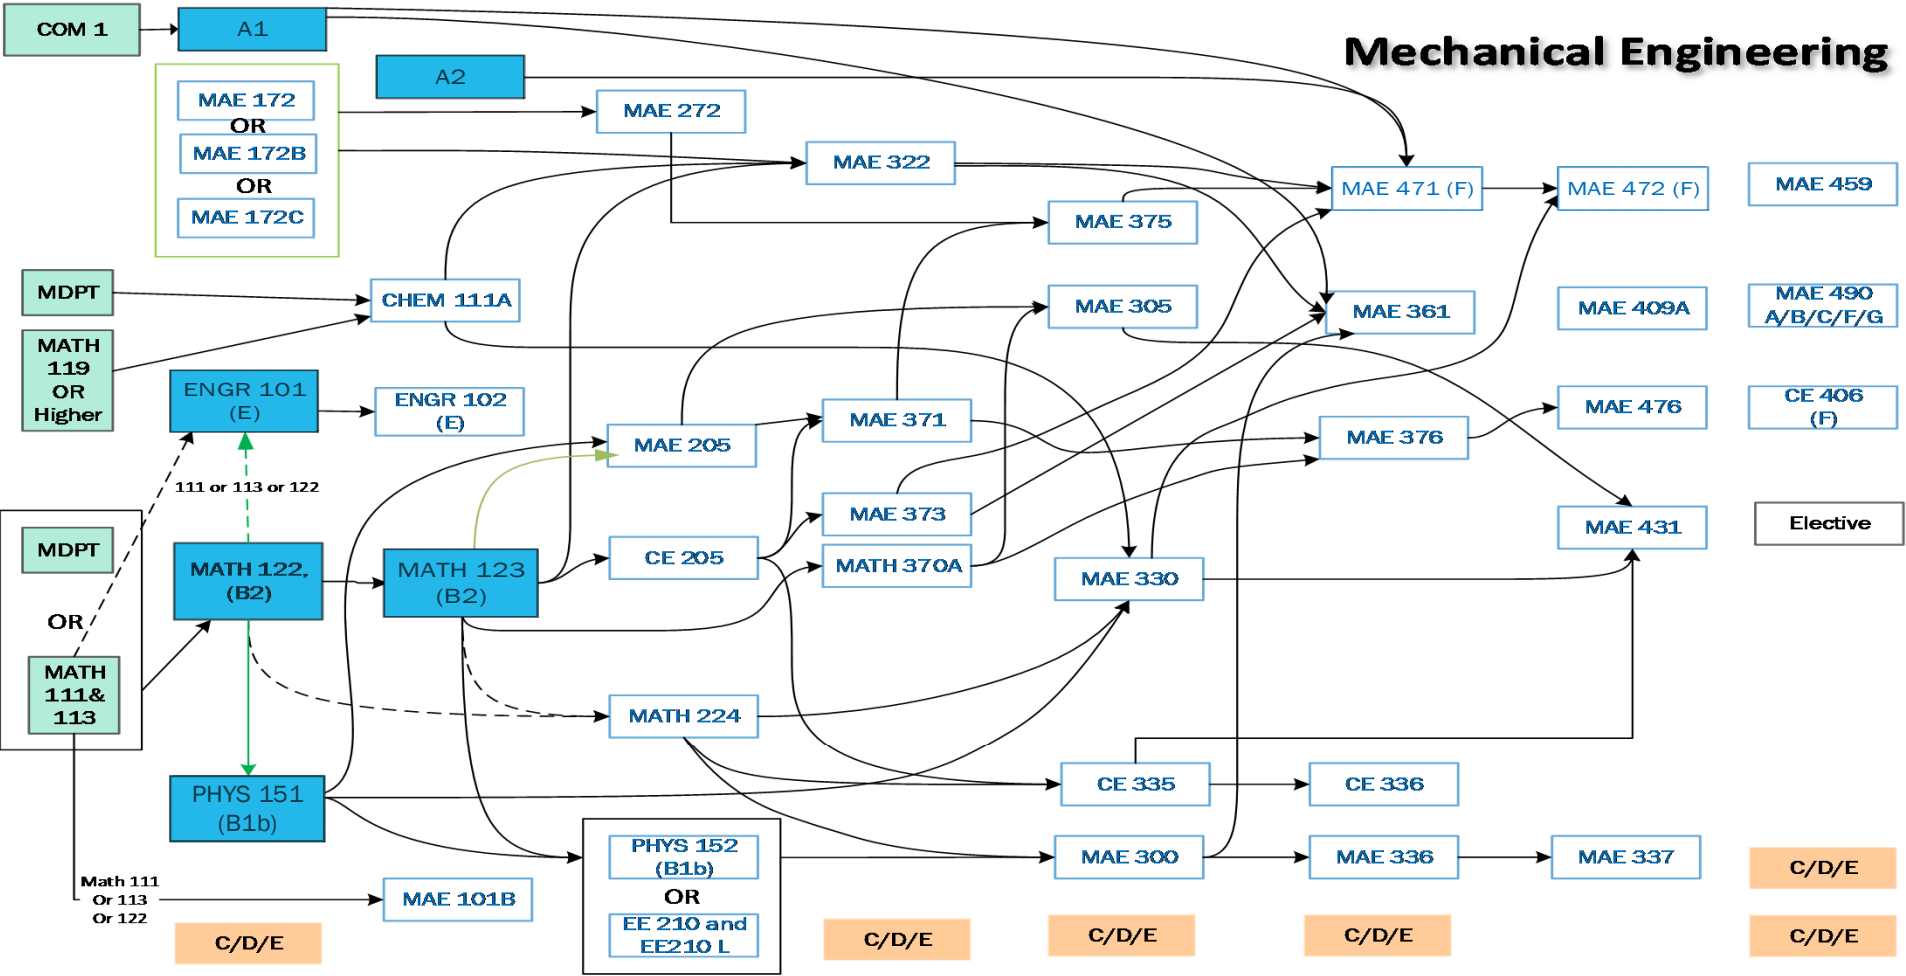 COM 1
A1
Mechanical Engineering
A2
MAE 172
OR
MAE 172B
OR
MAE 172C
MAE 272
MAE 322
MAE 471 (F)
MAE 472 (F)
MAE 459
MAE 375
MDPT
CHEM 111A
MAE 305
MAE 361
MAE 409A
MAE 490
A/B/C/F/G
MATH
119
OR
Higher
ENGR 101
(E)
ENGR 102
(E)
MAE 205
MAE 371
MAE 376
MAE 476
CE 406
(F)
111 or 113 or 122
MDPT
OR
MATH
111&
113
MATH 122,
(B2)
MATH 123
(B2)
CE 205
MAE 373
MATH 370A
MAE 330
MAE 431
Elective
MATH 224
PHYS 151
(B1b)
CE 335
CE 336
PHYS 152
(B1b)
OR
EE 210 and
EE210 L
MAE 300
MAE 336
MAE 337
C/D/E
Math 111
Or 113
Or 122
MAE 101B
C/D/E
C/D/E
C/D/E
C/D/E
C/D/E